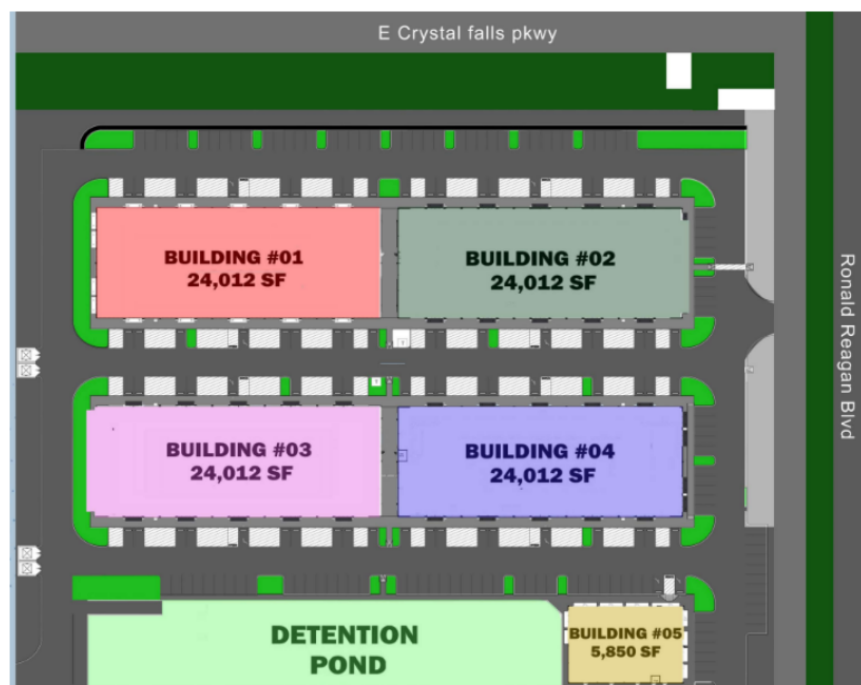 E Crystal falls pkwy
BUILDING #01
24,012 SF
BUILDING #02
24,012 SF
Ronald Reagan Blvd
BUILDING #03
24,012 SF
BUILDING #04
24,012 SF
DETENTION
POND
BUILDING #05
5,850 SF